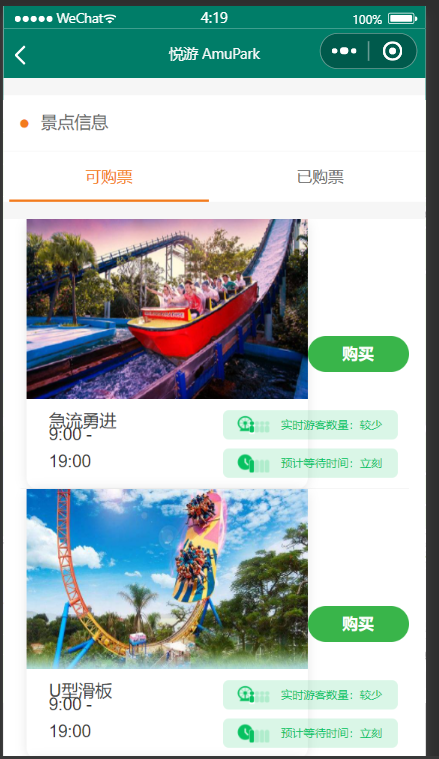 WeChat 4:19 100%
悦游 AmuPark
景点信息
可购票 已购票
购买
急流勇进
9:00 -
19:00
实时游客数量：较少
预计等待时间：立刻
购买
U型滑板
9:00 -
19:00
实时游客数量：较少
预计等待时间：立刻